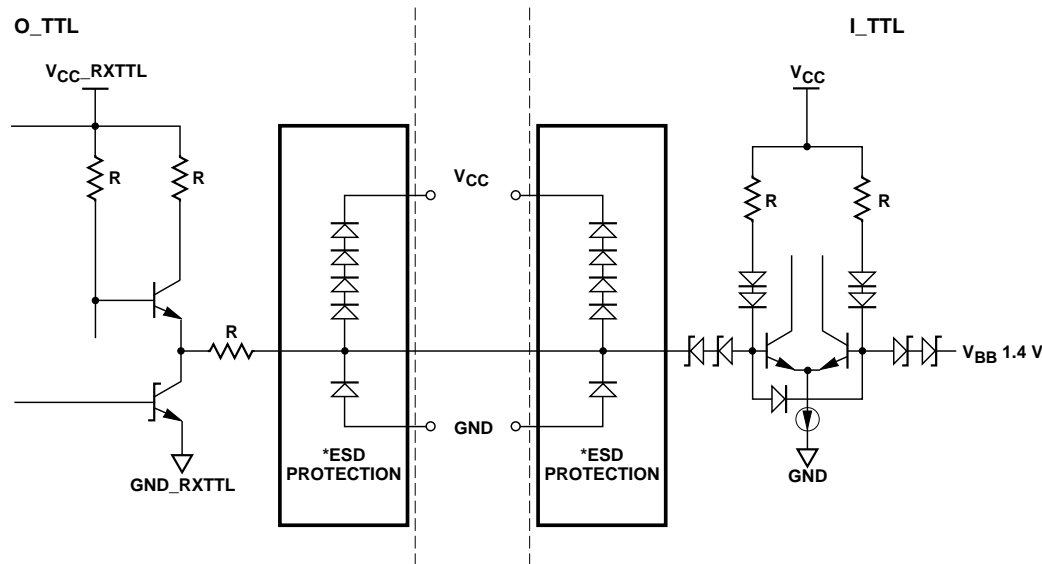 O_TTL
I_TTL
VCC_RXTTL
VCC
R
R
VCC
R
R
R
VBB 1.4 V
GND
*ESD
PROTECTION
*ESD
PROTECTION
GND
GND_RXTTL